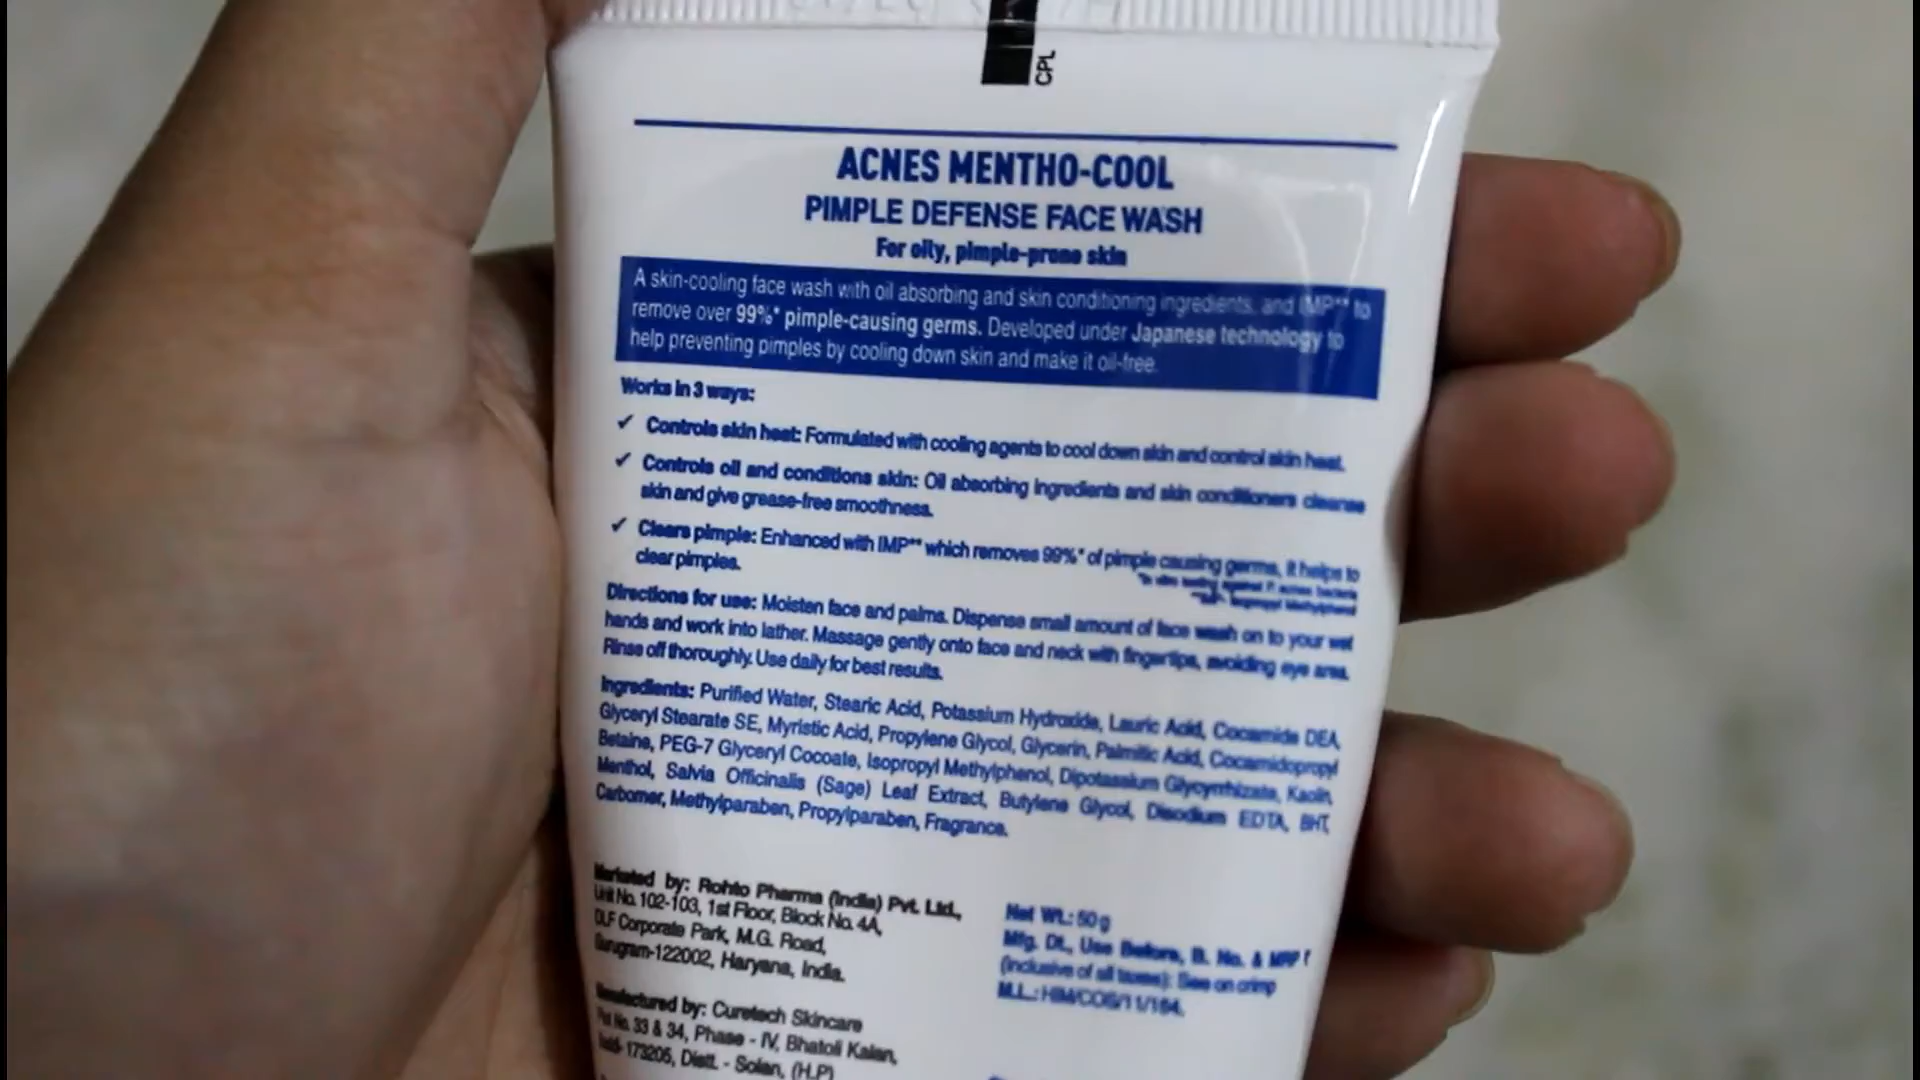 CPL
ACNES MENTHO-COOL
PIMPLE DEFENSE FACE WASH
For oily, pimple-prone skin
A skin-cooling face wash with oil absorbing and skin conditioning ingredients, and IMP** to
remove over 99%* pimple-causing germs. Developed under Japanese technology to
help preventing pimples by cooling down skin and make it oil-free.
Works in 3 ways:
✓ Controls skin heat: Formulated with cooling agents to cool down skin and control skin heat.
✓ Controls oil and conditions skin: Oil absorbing ingredients and skin conditioners cleanse
skin and give grease-free smoothness.
✓ Clears pimple: Enhanced with IMP** which removes 99%* of pimple causing germs, it helps to
clear pimples.
*In vitro testing against P. acnes bacteria
**IMP- Isopropyl Methylphenol
Directions for use: Moisten face and palms. Dispense small amount of face wash on to your wet
hands and work into lather. Massage gently onto face and neck with fingertips, avoiding eye area.
Rinse off thoroughly. Use daily for best results.
Ingredients: Purified Water, Stearic Acid, Potassium Hydroxide, Lauric Acid, Cocamide DEA,
Glyceryl Stearate SE, Myristic Acid, Propylene Glycol, Glycerin, Palmitic Acid, Cocamidopropyl
Betaine, PEG-7 Glyceryl Cocoate, Isopropyl Methylphenol, Dipotassium Glycyrrhizate, Kaolin,
Menthol, Salvia Officinalis (Sage) Leaf Extract, Butylene Glycol, Disodium EDTA, BHT,
Carbomer, Methylparaben, Propylparaben, Fragrance.
Marketed by: Rohto Pharma (India) Pvt. Ltd.,
Unit No. 102-103, 1st Floor, Block No. 4A,
DLF Corporate Park, M.G. Road,
Gurugram-122002, Haryana, India.
Manufactured by: Curetech Skincare
No. 33 & 34, Phase - IV, Bhatoli Kalan,
173205, Distt. - Solan, (H.P)
Net Wt.: 50 g
Mfg. Dt., Use Before, B. No. & MRP
(inclusive of all taxes): See on crimp
M.L.: HIM/COS/11/164.